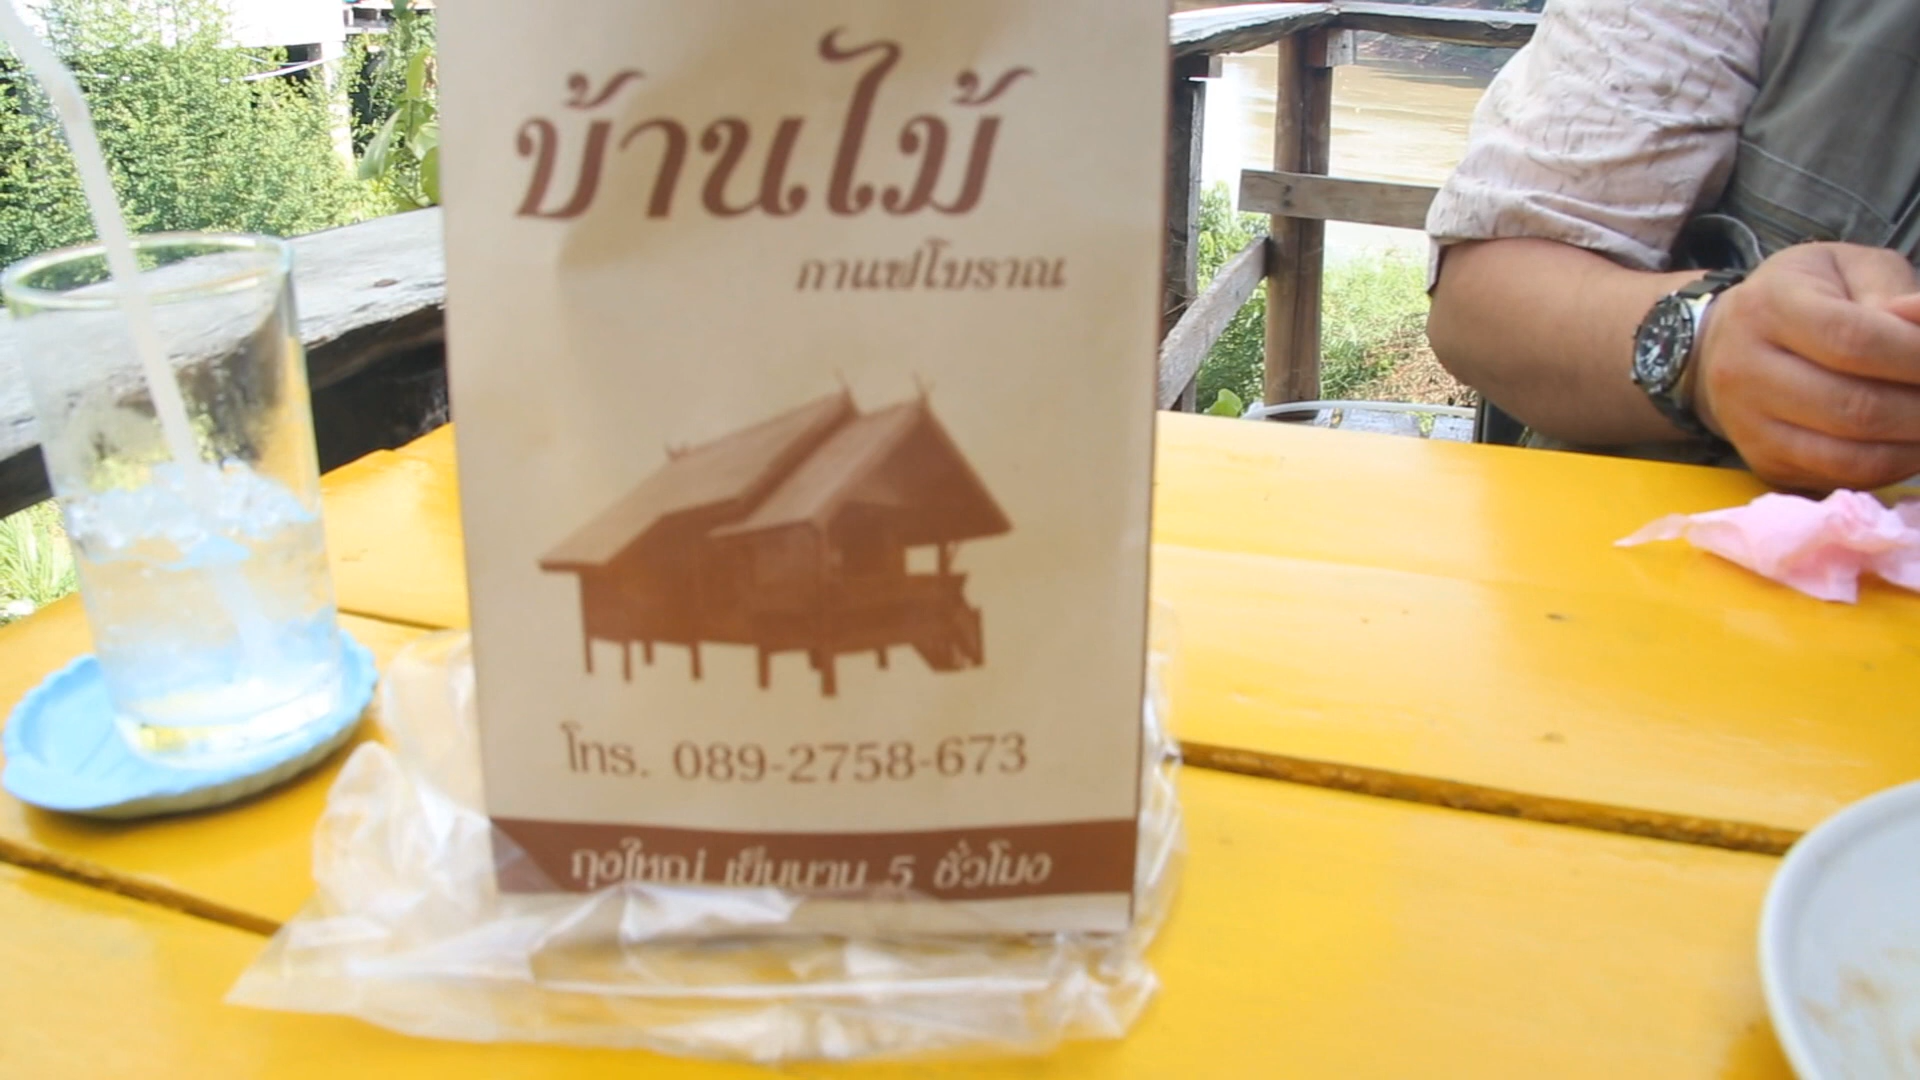 บ้านไม้
กาแฟโบราณ
โทร. 089-2758-673
ถุงใหญ่ เย็นนาน 5 ชั่วโมง